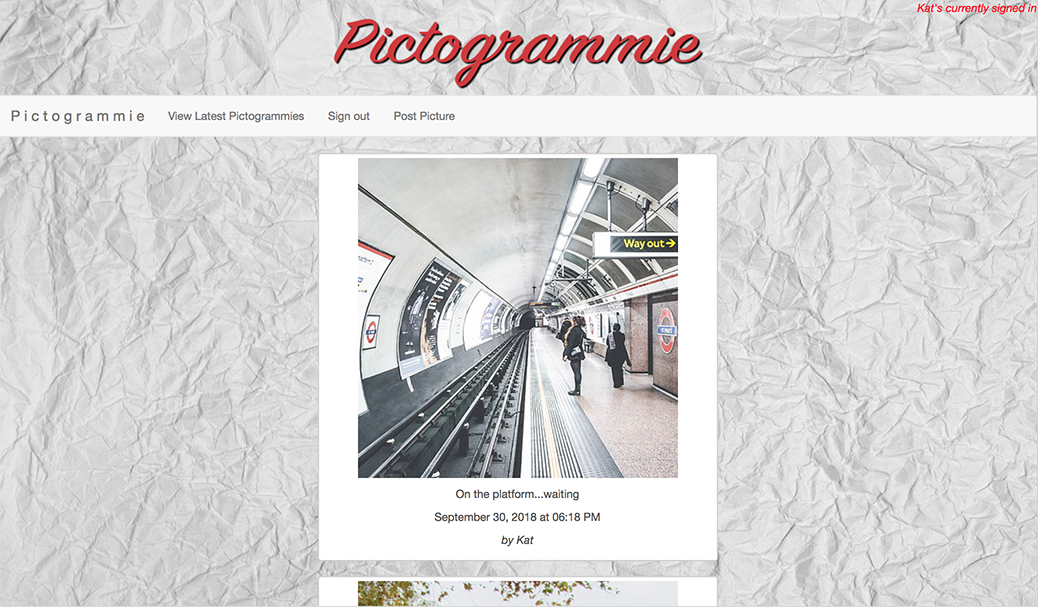 Kat's currently signed in
Pictogrammie
Pictogrammie
View Latest Pictogrammies
Sign out
Post Picture
Way out→
On the platform...waiting
September 30, 2018 at 06:18 PM
by Kat